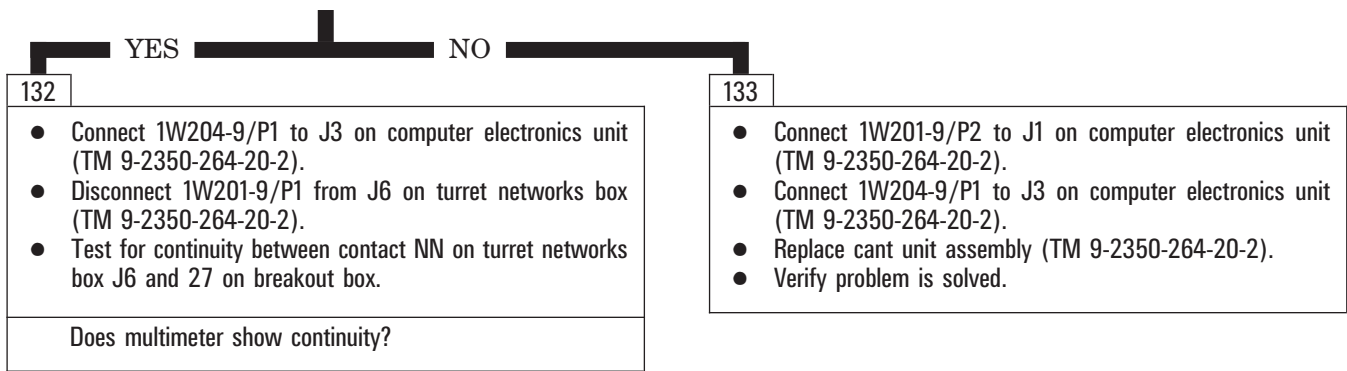 YES
NO
132
● Connect 1W204-9/P1 to J3 on computer electronics unit
(TM 9-2350-264-20-2).
● Disconnect 1W201-9/P1 from J6 on turret networks box
(TM 9-2350-264-20-2).
● Test for continuity between contact NN on turret networks
box J6 and 27 on breakout box.
Does multimeter show continuity?
133
● Connect 1W201-9/P2 to J1 on computer electronics unit
(TM 9-2350-264-20-2).
● Connect 1W204-9/P1 to J3 on computer electronics unit
(TM 9-2350-264-20-2).
● Replace cant unit assembly (TM 9-2350-264-20-2).
● Verify problem is solved.